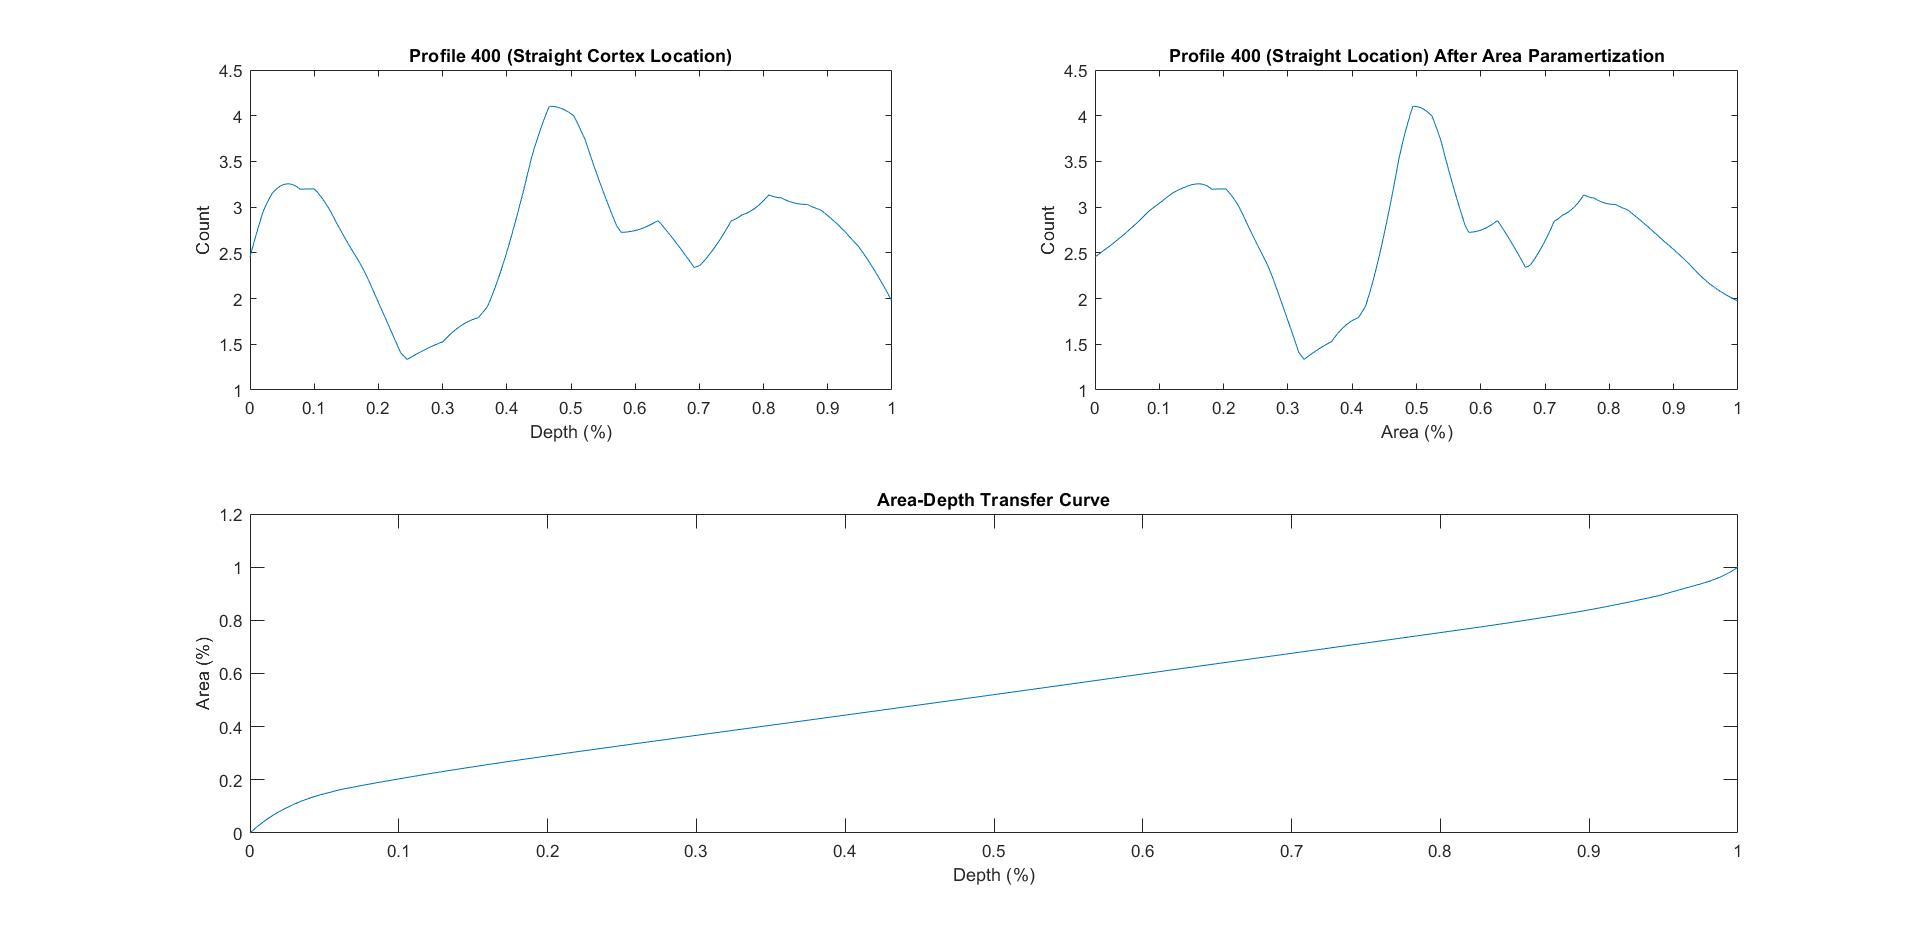 Profile 400 (Straight Cortex Location)
4.5
4
3.5
3
2.5
2
1.5
1
Count
0 0.1 0.2 0.3 0.4 0.5 0.6 0.7 0.8 0.9 1
Depth (%)
Profile 400 (Straight Location) After Area Paramertization
4.5
4
3.5
3
2.5
2
1.5
1
Count
0 0.1 0.2 0.3 0.4 0.5 0.6 0.7 0.8 0.9 1
Area (%)
Area-Depth Transfer Curve
1.2
1
0.8
0.6
0.4
0.2
0
Area (%)
0 0.1 0.2 0.3 0.4 0.5 0.6 0.7 0.8 0.9 1
Depth (%)